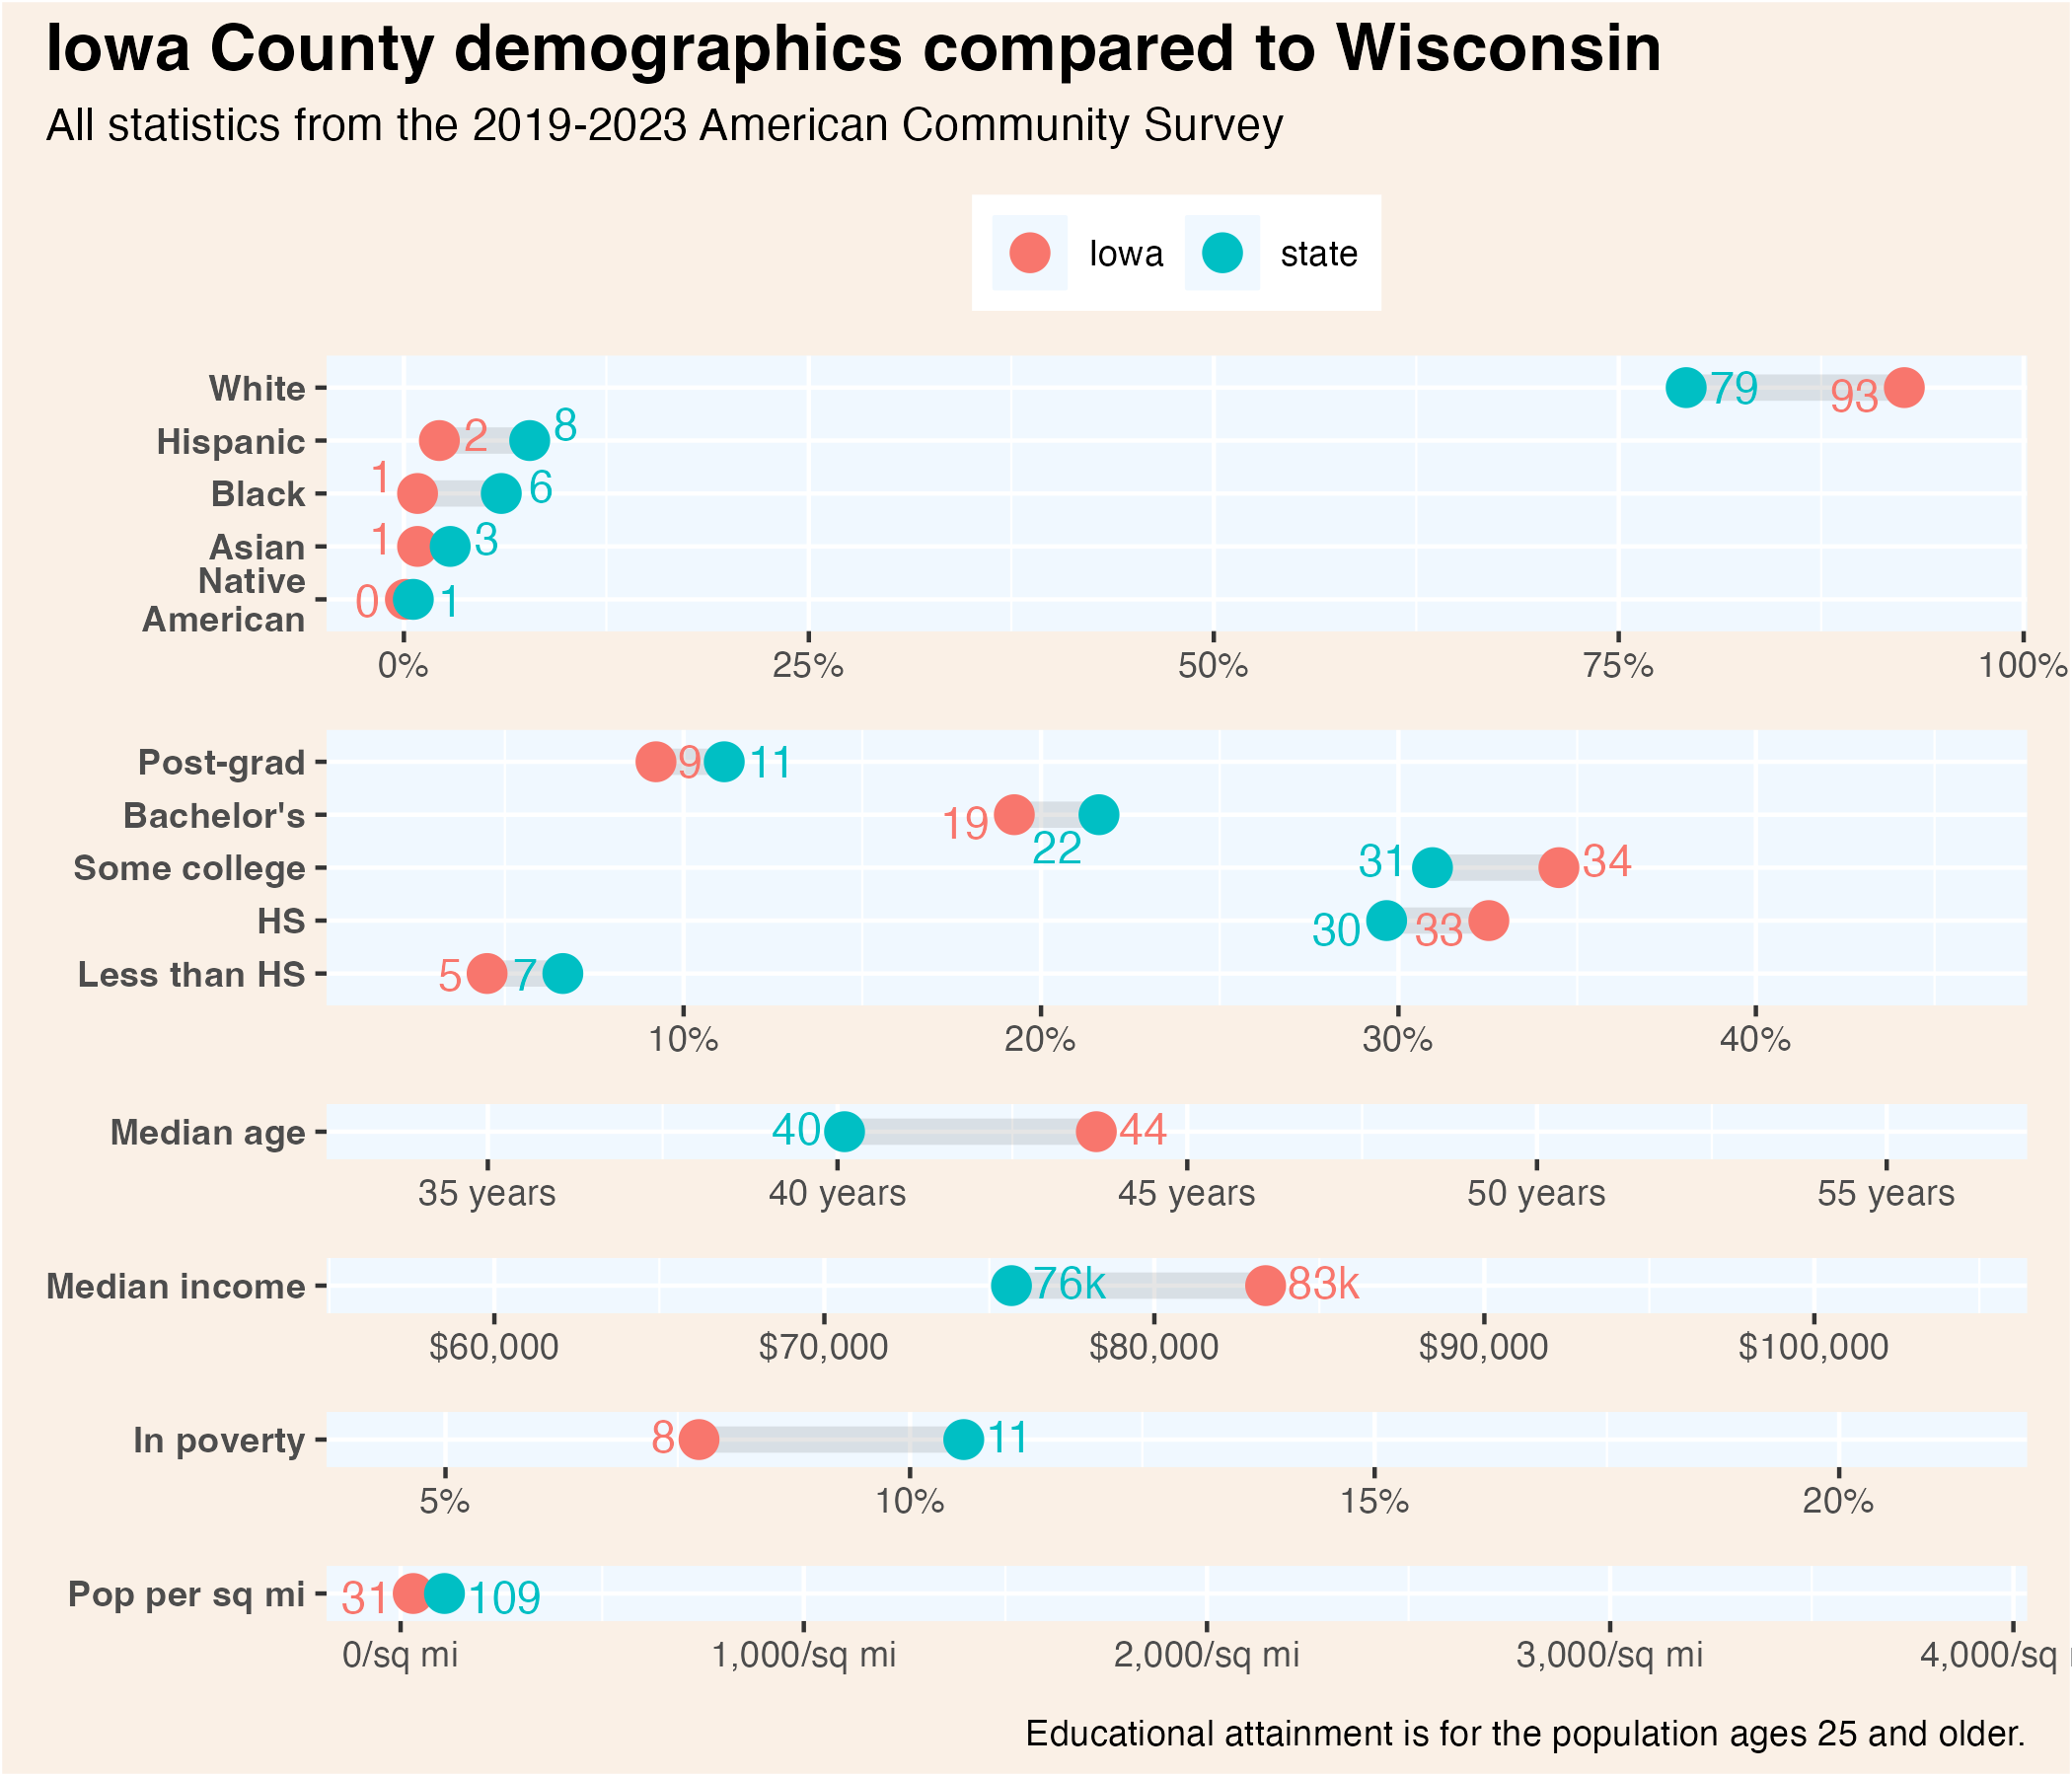 Iowa County demographics compared to Wisconsin
All statistics from the 2019-2023 American Community Survey
Iowa state
White 79 93
Hispanic 2 8
Black 1 6
Asian 1 3
Native
American
0 1
0% 25% 50% 75% 100%
Post-grad 9 11
Bachelor's 19 22
Some college 31 34
HS 30 33
Less than HS 5 7
10% 20% 30% 40%
Median age 40 44
35 years 40 years 45 years 50 years 55 years
Median income 76k 83k
$60,000 $70,000 $80,000 $90,000 $100,000
In poverty 8 11
5% 10% 15% 20%
Pop per sq mi 31 109
0/sq mi 1,000/sq mi 2,000/sq mi 3,000/sq mi 4,000/sq
Educational attainment is for the population ages 25 and older.